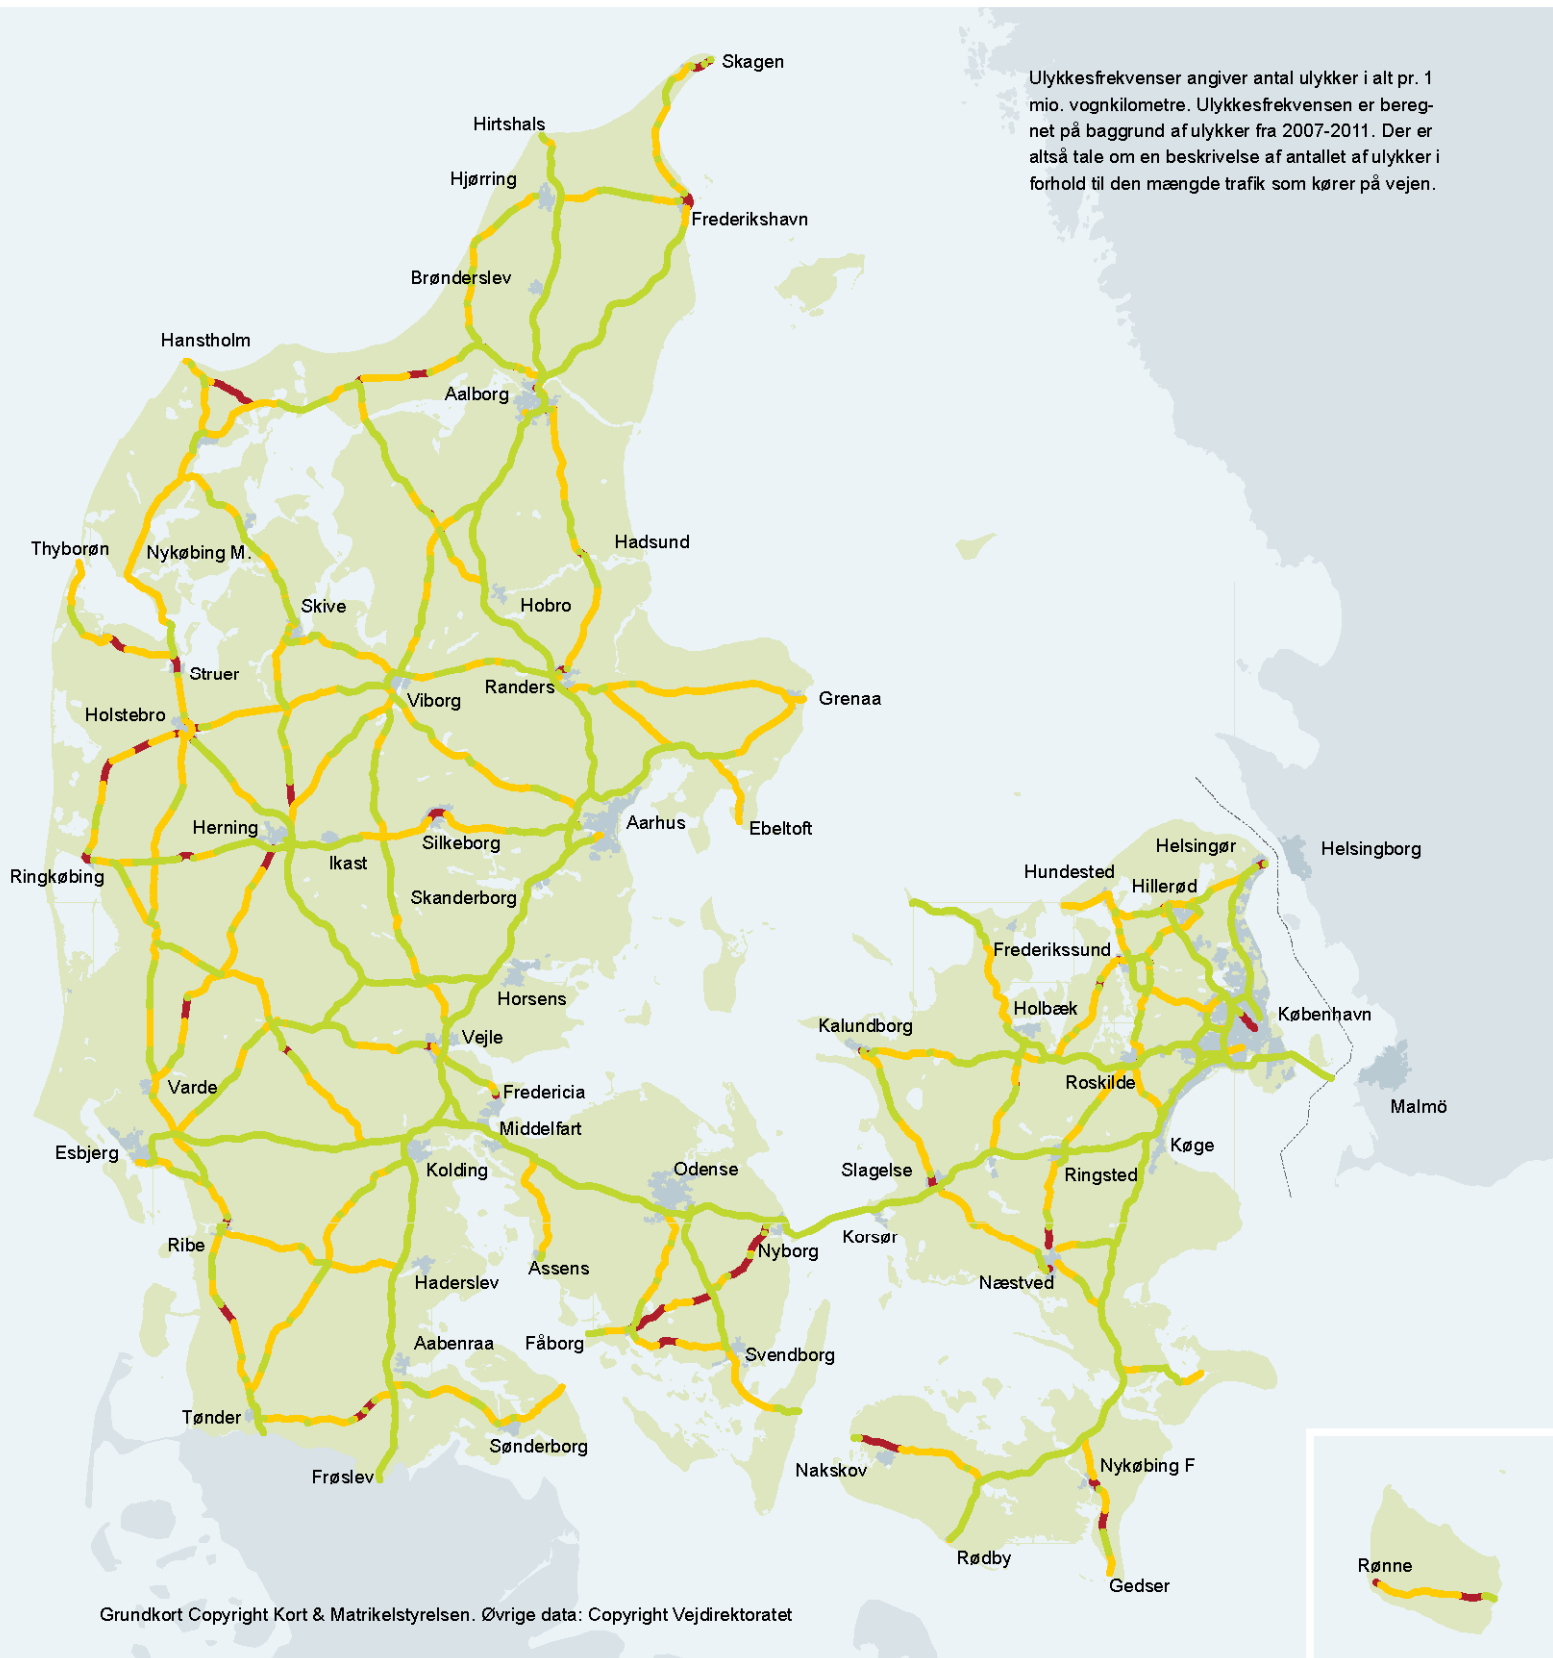 Skagen
Ulykkesfrekvenser angiver antal ulykker i alt pr. 1
mio. vognkilometre. Ulykkesfrekvensen er bereg-
net på baggrund af ulykker fra 2007-2011. Der er
altså tale om en beskrivelse af antallet af ulykker i
forhold til den mængde trafik som kører på vejen.
Hirtshals
Hjørring
Frederikshavn
Brønderslev
Hanstholm
Aalborg
Hadsund
Thyborøn
Nykøbing M.
Hobro
Skive
Struer
Randers
Grenaa
Viborg
Holstebro
Aarhus
Ebeltoft
Herning
Silkeborg
Ikast
Ringkøbing
Skanderborg
Helsingør
Helsingborg
Hundested
Hillerød
Frederikssund
Horsens
Holbæk
København
Kalundborg
Vejle
Roskilde
Varde
Fredericia
Malmö
Middelfart
Esbjerg
Køge
Kolding
Odense
Slagelse
Ringsted
Korsør
Ribe
Nyborg
Assens
Haderslev
Næstved
Aabenraa
Fåborg
Svendborg
Tønder
Sønderborg
Nakskov
Nykøbing F
Frøslev
Rødby
Rønne
Gedser
Grundkort Copyright Kort & Matrikelstyrelsen. Øvrige data: Copyright Vejdirektoratet